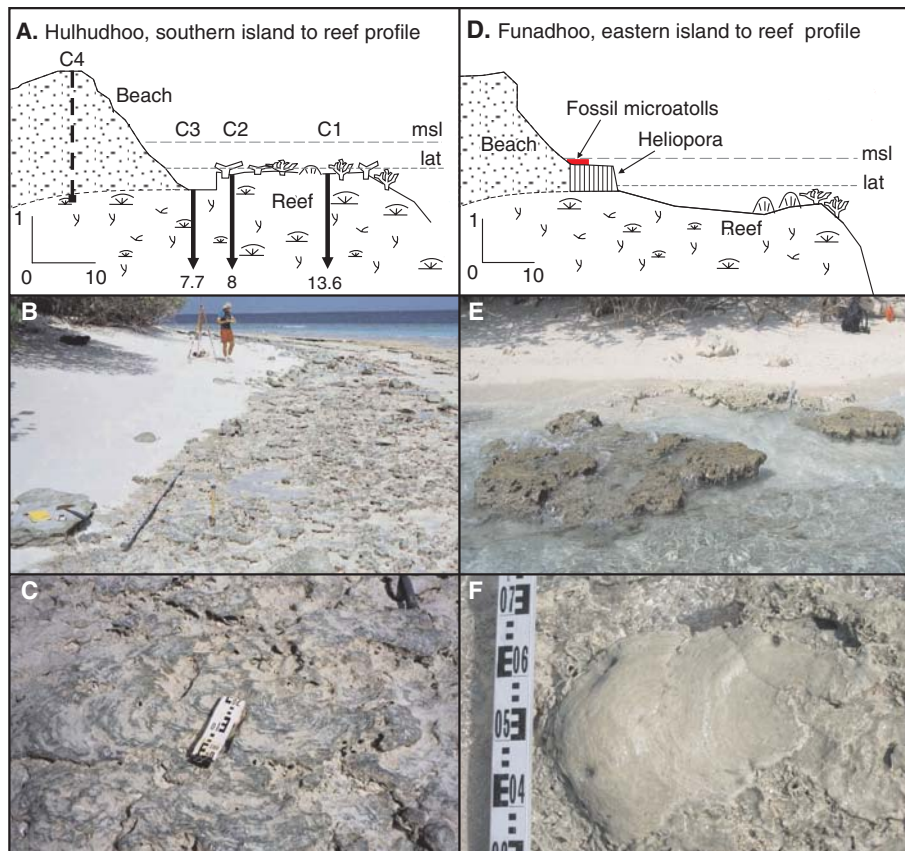 A. Hulhudhoo, southern island to reef profile
C4
Beach
C3
C2
C1
msl
lat
Reef
1
0
10
7.7
8
13.6
D. Funadhoo, eastern island to reef profile
Fossil microatolls
Heliopora
Beach
msl
lat
Reef
1
0
10
B
E
C
F
07
06
05
04